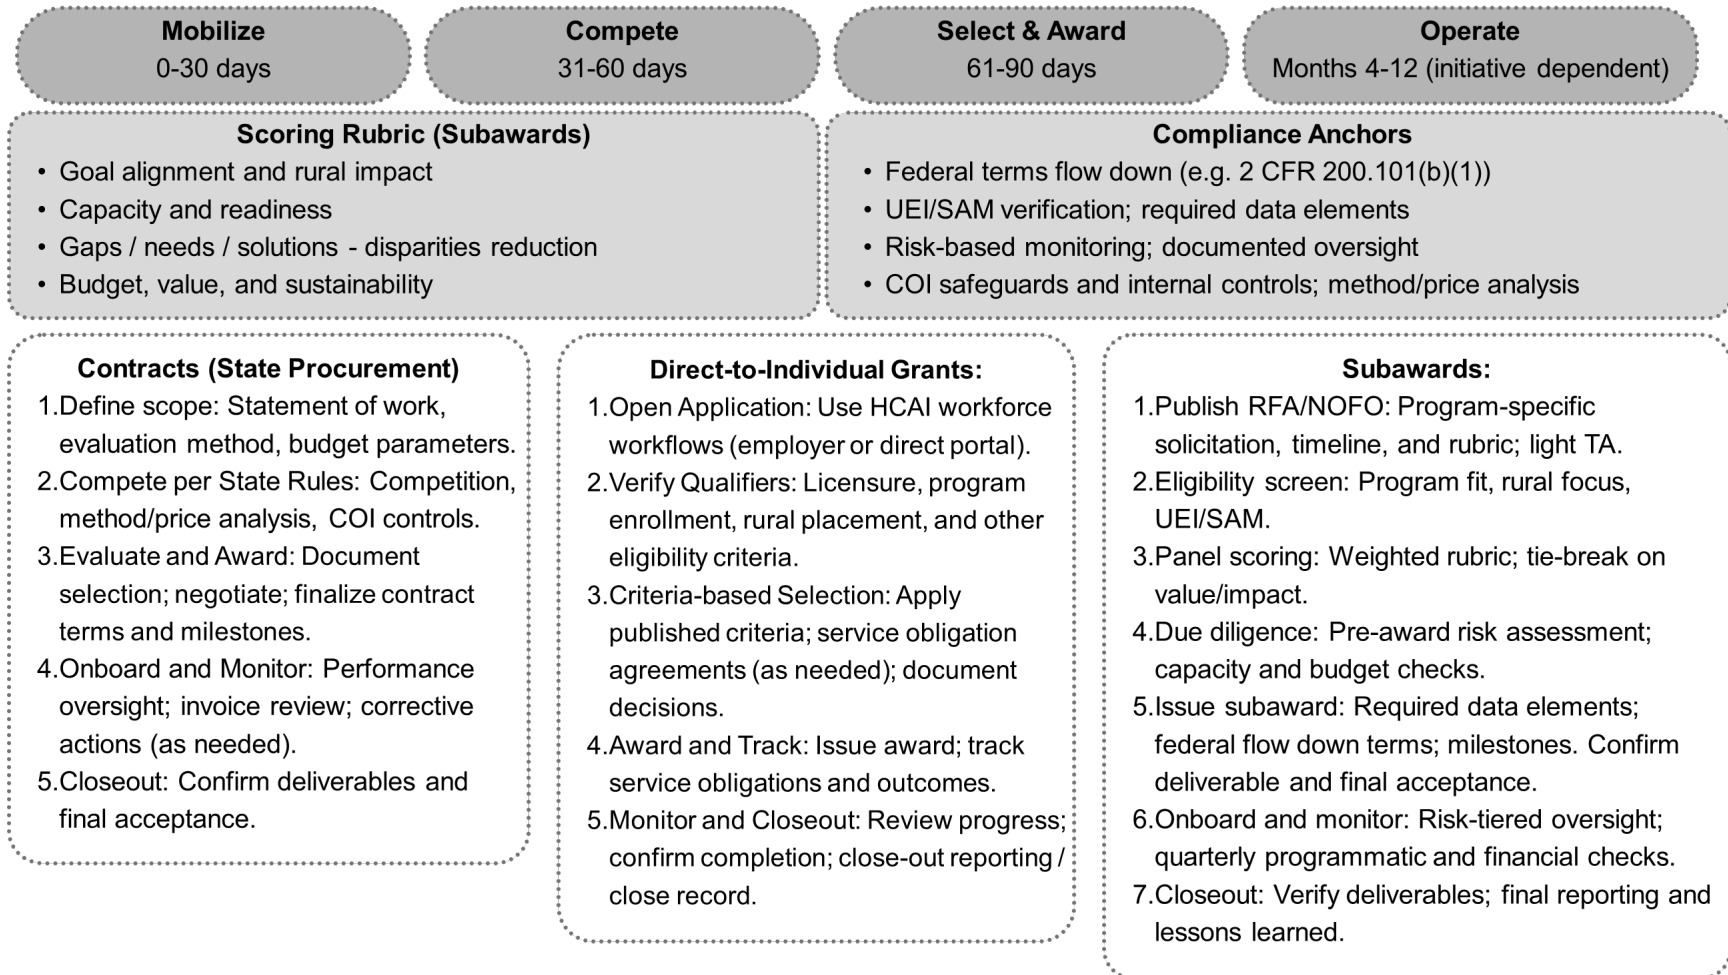 Mobilize
0-30 days
Compete
31-60 days
Select & Award
61-90 days
Operate
Months 4-12 (initiative dependent)
Scoring Rubric (Subawards)
• Goal alignment and rural impact
• Capacity and readiness
• Gaps / needs / solutions - disparities reduction
• Budget, value, and sustainability
Compliance Anchors
• Federal terms flow down (e.g. 2 CFR 200.101(b)(1))
• UEI/SAM verification; required data elements
• Risk-based monitoring; documented oversight
• COI safeguards and internal controls; method/price analysis
Contracts (State Procurement)
1.Define scope: Statement of work,
evaluation method, budget parameters.
2.Compete per State Rules: Competition,
method/price analysis, COI controls.
3.Evaluate and Award: Document
selection; negotiate; finalize contract
terms and milestones.
4.Onboard and Monitor: Performance
oversight; invoice review; corrective
actions (as needed).
5.Closeout: Confirm deliverables and
final acceptance.
Direct-to-Individual Grants:
1.Open Application: Use HCAI workforce
workflows (employer or direct portal).
2.Verify Qualifiers: Licensure, program
enrollment, rural placement, and other
eligibility criteria.
3.Criteria-based Selection: Apply
published criteria; service obligation
agreements (as needed); document
decisions.
4.Award and Track: Issue award; track
service obligations and outcomes.
5.Monitor and Closeout: Review progress;
confirm completion; close-out reporting /
close record.
Subawards:
1.Publish RFA/NOFO: Program-specific
solicitation, timeline, and rubric; light TA.
2.Eligibility screen: Program fit, rural focus,
UEI/SAM.
3.Panel scoring: Weighted rubric; tie-break on
value/impact.
4.Due diligence: Pre-award risk assessment;
capacity and budget checks.
5.Issue subaward: Required data elements;
federal flow down terms; milestones. Confirm
deliverable and final acceptance.
6.Onboard and monitor: Risk-tiered oversight;
quarterly programmatic and financial checks.
7.Closeout: Verify deliverables; final reporting and
lessons learned.